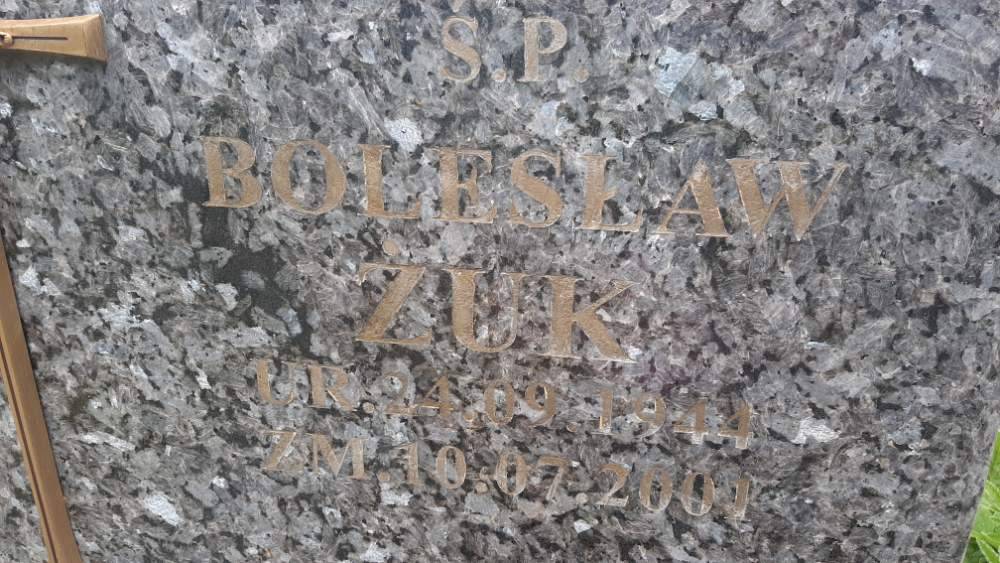 Ś.P.
BOLESŁAW
ŻUK
UR.24.09.1944
ZM.10.07.2001